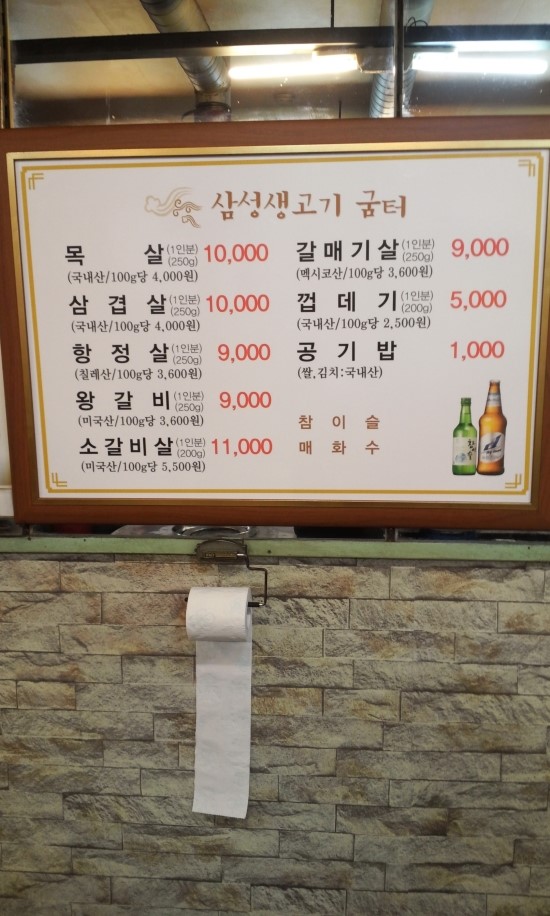 삼성생고기 굼터
목 살 (1인분) (250g) 10,000
(국내산/100g당 4,000원)
삼 겹 살 (1인분) (250g) 10,000
(국내산/100g당 4,000원)
항 정 살 (1인분) (250g) 9,000
(칠레산/100g당 3,600원)
왕 갈 비 (1인분) (250g) 9,000
(미국산/100g당 3,600원)
소 갈 비 살 (1인분) (200g) 11,000
(미국산/100g당 5,500원)
갈 매 기 살 (1인분) (250g) 9,000
(멕시코산/100g당 3,600원)
껍 데 기 (1인분) (200g) 5,000
(국내산/100g당 2,500원)
공 기 밥 1,000
(쌀,김치:국내산)
참 이 슬
매 화 수